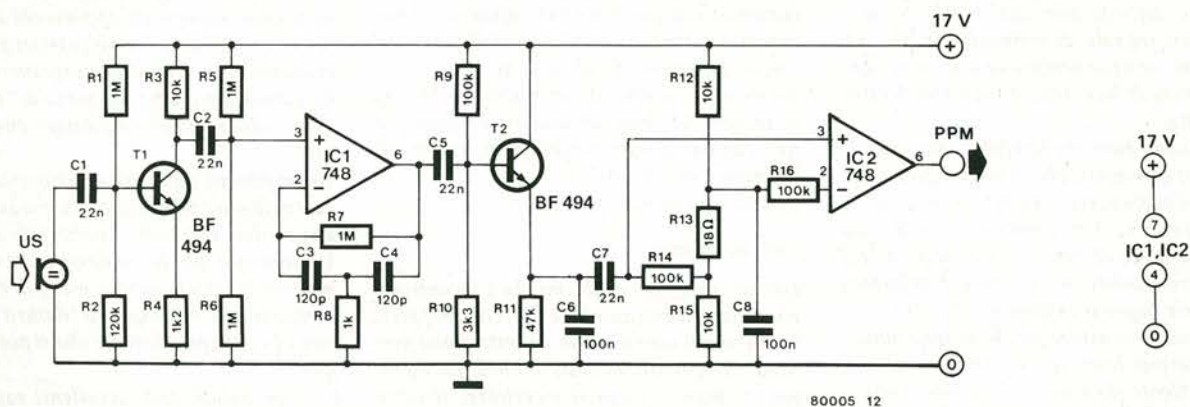 17 V
+
R1
1M
R3
10k
R5
1M
R9
100k
R12
10k
C1
22n
T1
BF
494
C2
22n
3
+
2
−
IC1
748
6
C5
22n
T2
BF 494
3
+
2
−
IC2
748
6
PPM
17 V
+
7
IC1, IC2
4
0
R16
100k
R13
18Ω
R7
1M
C3
120p
C4
120p
R8
1k
C7
22n
R14
100k
US
=
R2
120k
R4
1k2
R6
1M
R10
3k3
R11
47k
C6
100n
R15
10k
C8
100n
0
80005 12